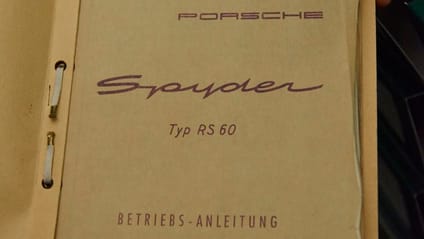 PORSCHE
Spyder
Typ RS 60
BETRIEBS-ANLEITUNG